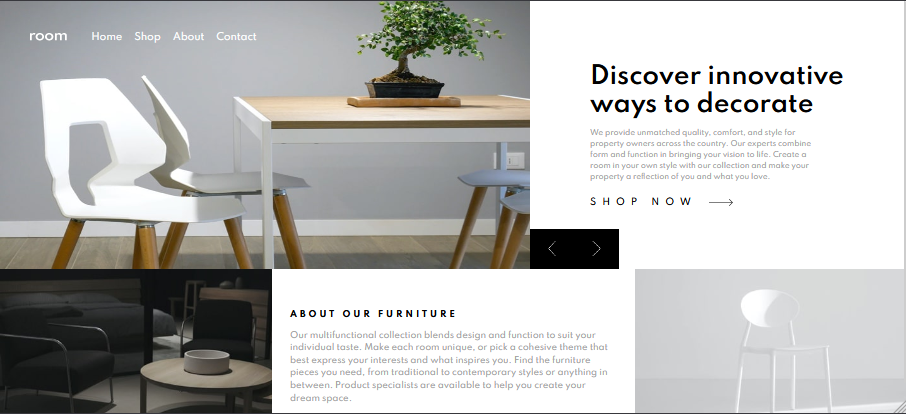 room
Home Shop About Contact
Discover innovative
ways to decorate
We provide unmatched quality, comfort, and style for
property owners across the country. Our experts combine
form and function in bringing your vision to life. Create a
room in your own style with our collection and make your
property a reflection of you and what you love.
SHOP NOW
ABOUT OUR FURNITURE
Our multifunctional collection blends design and function to suit your
individual taste. Make each room unique, or pick a cohesive theme that
best express your interests and what inspires you. Find the furniture
pieces you need, from traditional to contemporary styles or anything in
between. Product specialists are available to help you create your
dream space.